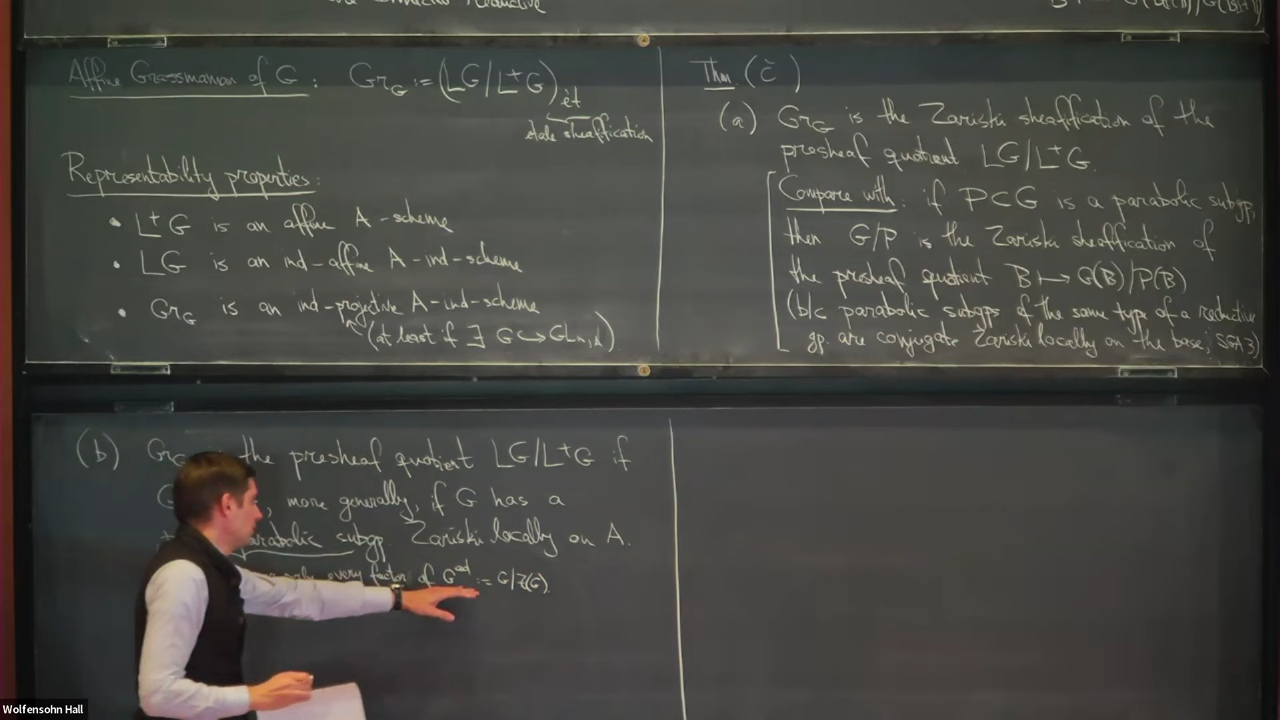 Affine Grassmannian of G : Gr_G := (LG/L⁺G)_ét
étale sheafification
Representability properties:
• L⁺G is an affine A-scheme
• LG is an ind-affine A-ind-scheme
• Gr_G is an ind-projective A-ind-scheme
(at least if ∃ G ↪ GL_{n,A})
Thm (Č)
(a) Gr_G is the Zariski sheafification of the
presheaf quotient LG/L⁺G.
Compare with: if P⊂G is a parabolic subgp,
then G/P is the Zariski sheafification of
the presheaf quotient B ↦ G(B)/P(B)
(b/c parabolic subgps of the same type of a reductive
gp. are conjugate Zariski locally on the base, SGA3)
(b) Gr_G the presheaf quotient LG/L⁺G if
G more generally, if G has a
parabolic subgp Zariski locally on A.
every factor of G^ad := G/Z(G).
Wolfensohn Hall